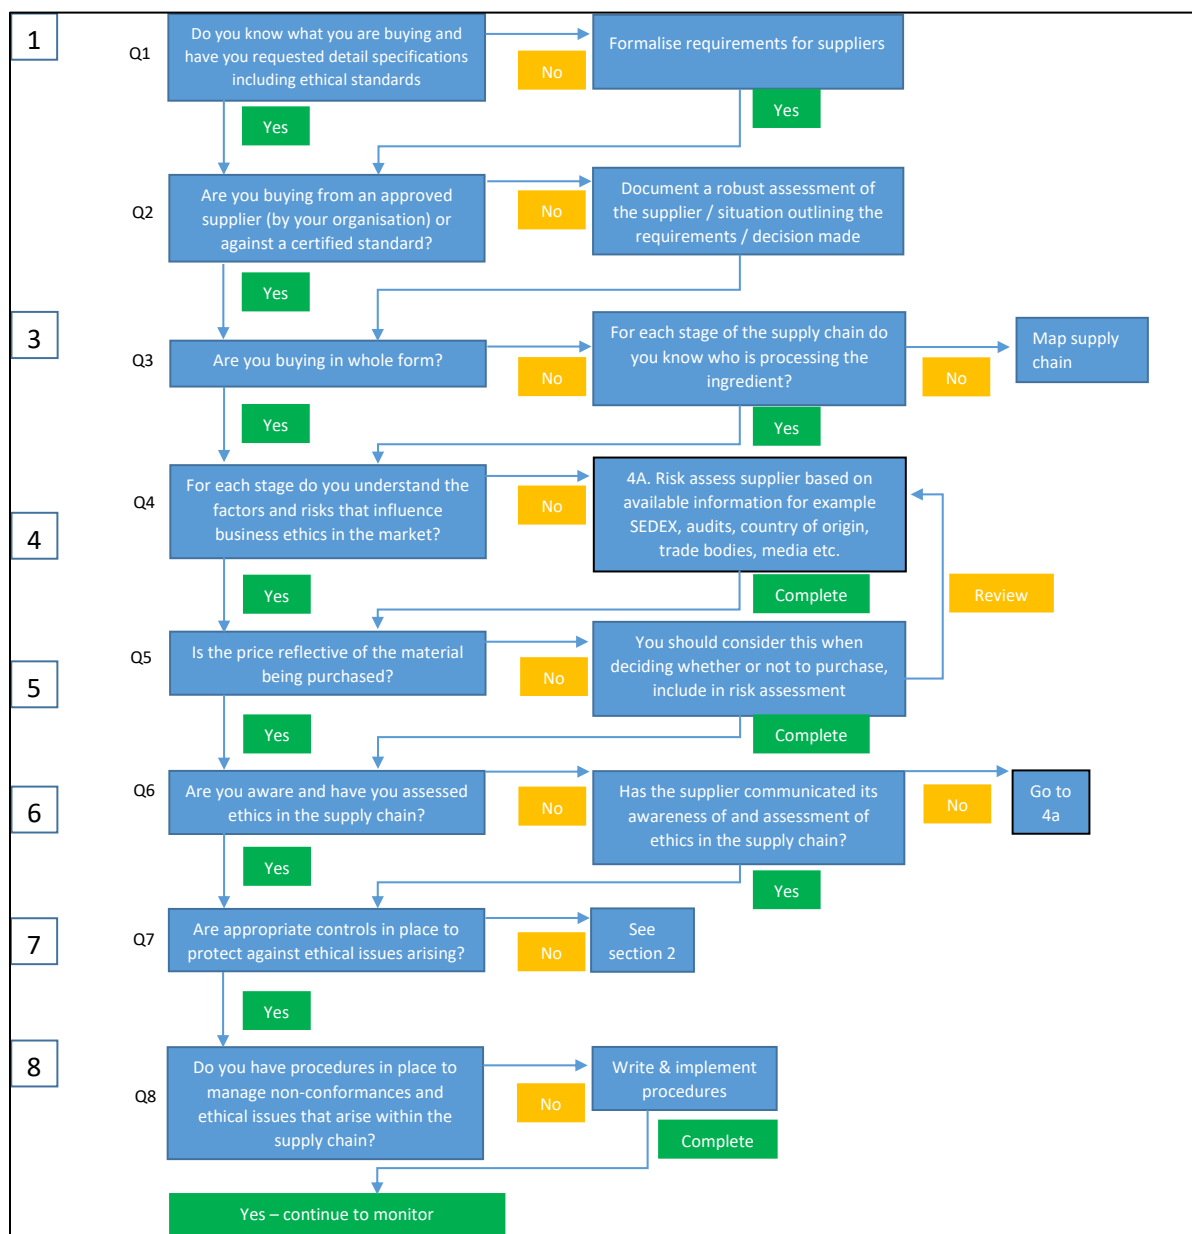 1
Q1
Do you know what you are buying and
have you requested detail specifications
including ethical standards
No
Formalise requirements for suppliers
Yes
Yes
Q2
Are you buying from an approved
supplier (by your organisation) or
against a certified standard?
No
Document a robust assessment of
the supplier / situation outlining the
requirements / decision made
Yes
3
Q3
Are you buying in whole form?
No
For each stage of the supply chain do
you know who is processing the
ingredient?
No
Map supply
chain
Yes
Yes
4
Q4
For each stage do you understand the
factors and risks that influence
business ethics in the market?
No
4A. Risk assess supplier based on
available information for example
SEDEX, audits, country of origin,
trade bodies, media etc.
Yes
Complete
Review
5
Q5
Is the price reflective of the material
being purchased?
No
You should consider this when
deciding whether or not to purchase,
include in risk assessment
Yes
Complete
6
Q6
Are you aware and have you assessed
ethics in the supply chain?
No
Has the supplier communicated its
awareness of and assessment of
ethics in the supply chain?
No
Go to
4a
Yes
Yes
7
Q7
Are appropriate controls in place to
protect against ethical issues arising?
No
See
section 2
Yes
8
Q8
Do you have procedures in place to
manage non-conformances and
ethical issues that arise within the
supply chain?
No
Write & implement
procedures
Complete
Yes – continue to monitor